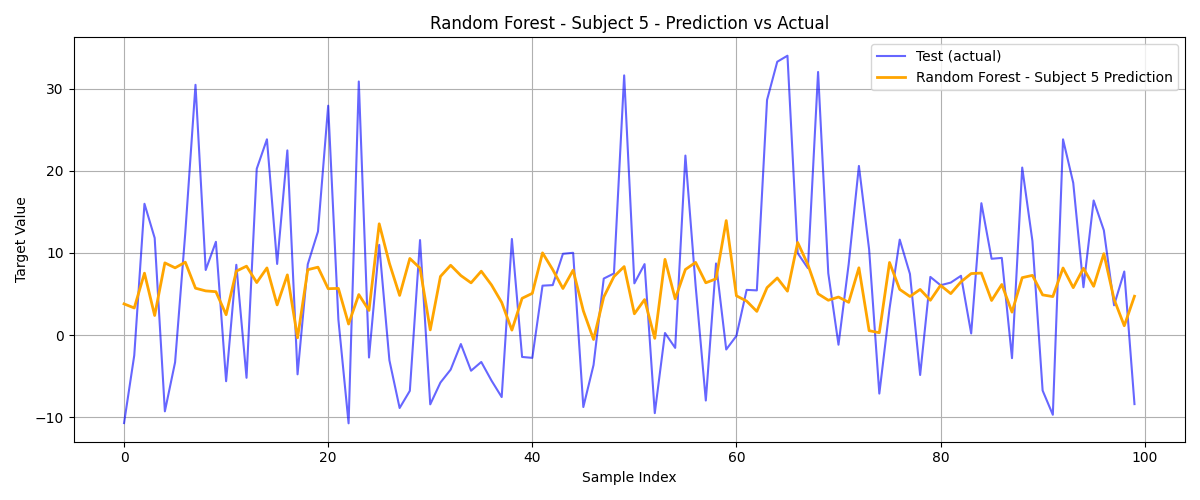 Random Forest - Subject 5 - Prediction vs Actual
Test (actual)
Random Forest - Subject 5 Prediction
Target Value
30
20
10
0
−10
0 20 40 60 80 100
Sample Index